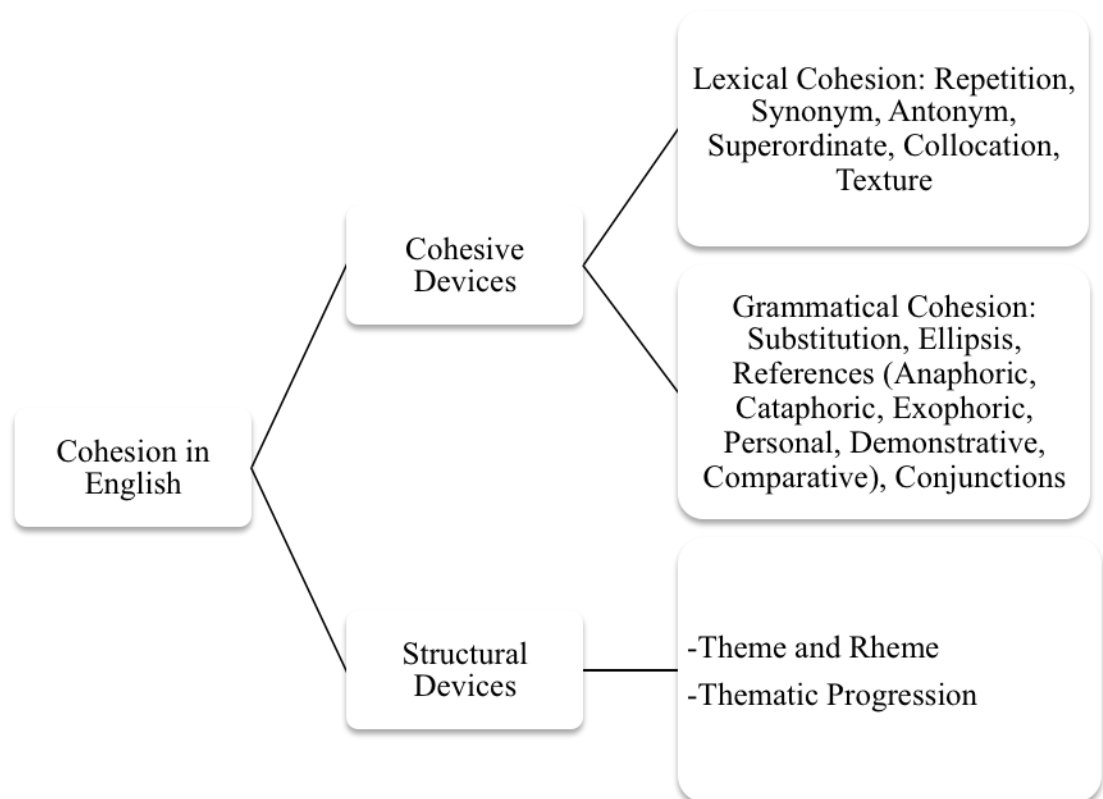 Lexical Cohesion: Repetition,
Synonym, Antonym,
Superordinate, Collocation,
Texture
Cohesive
Devices
Grammatical Cohesion:
Substitution, Ellipsis,
References (Anaphoric,
Cataphoric, Exophoric,
Personal, Demonstrative,
Comparative), Conjunctions
Cohesion in
English
Structural
Devices
-Theme and Rheme
-Thematic Progression